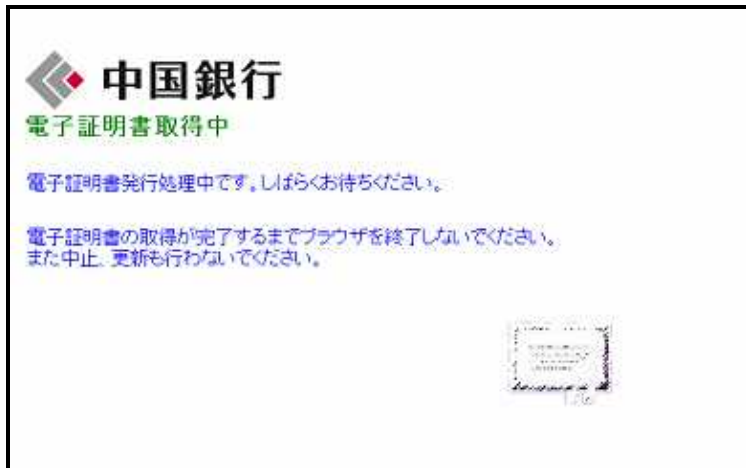 中国銀行
電子証明書取得中
電子証明書発行処理中です。しばらくお待ちください。
電子証明書の取得が完了するまでブラウザを終了しないでください。
また中止、更新も行わないでください。